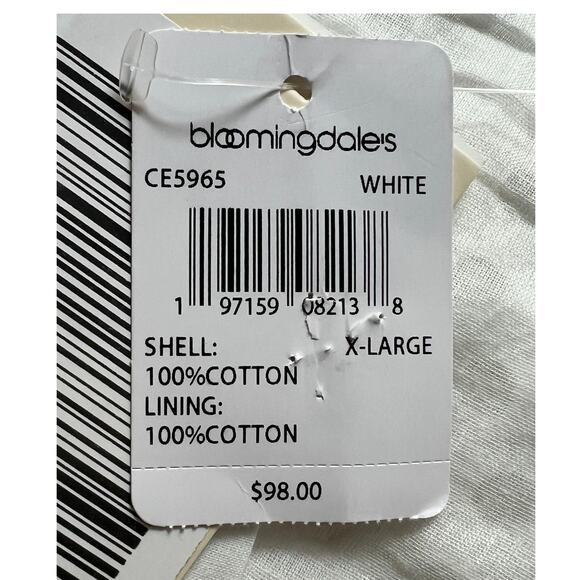 bloomingdale's
CE5965 WHITE
1 97159 08213 8
SHELL: X-LARGE
100%COTTON
LINING:
100%COTTON
$98.00